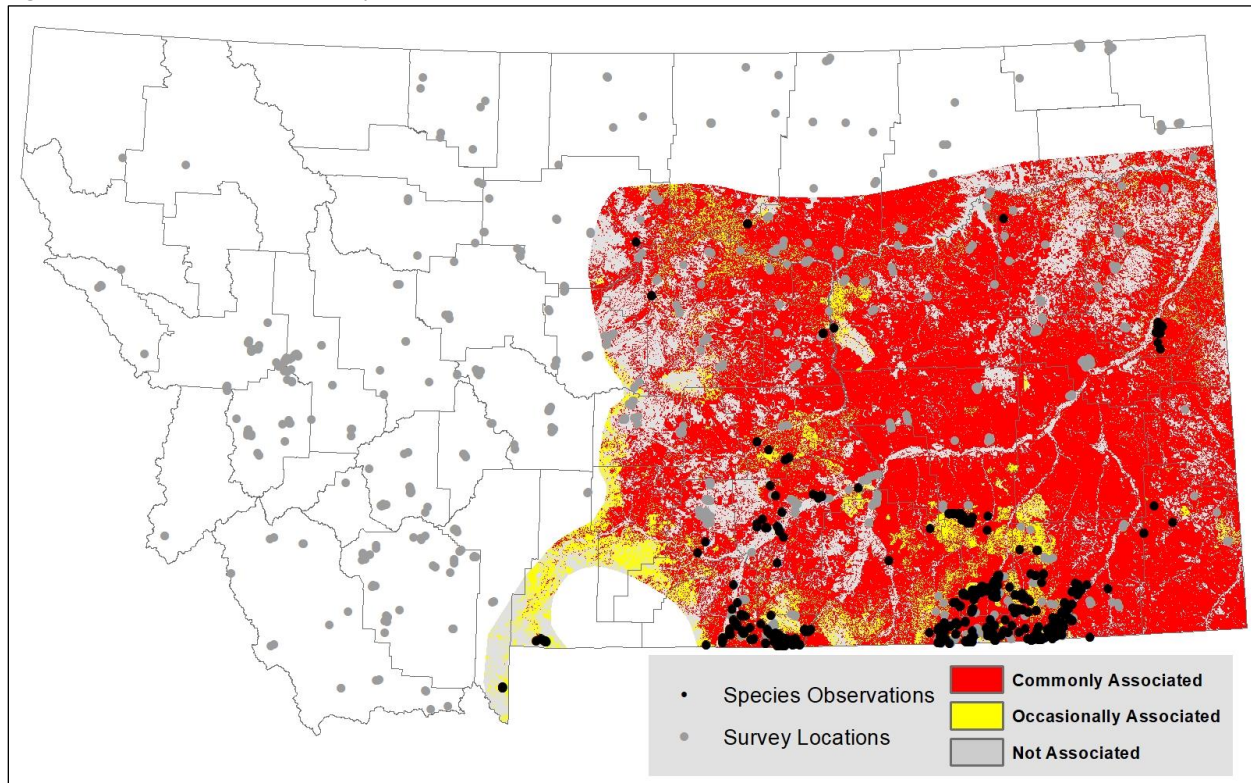 Species Observations
Survey Locations
Commonly Associated
Occasionally Associated
Not Associated